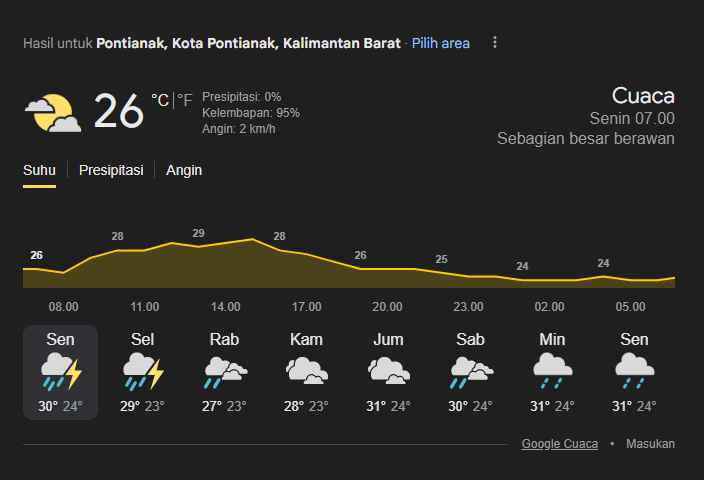 Hasil untuk Pontianak, Kota Pontianak, Kalimantan Barat · Pilih area
26 °C | °F
Presipitasi: 0%
Kelembapan: 95%
Angin: 2 km/h
Cuaca
Senin 07.00
Sebagian besar berawan
Suhu Presipitasi Angin
26 28 29 28 26 25 24 24
08.00 11.00 14.00 17.00 20.00 23.00 02.00 05.00
Sen Sel Rab Kam Jum Sab Min Sen
30° 24° 29° 23° 27° 23° 28° 23° 31° 24° 30° 24° 31° 24° 31° 24°
Google Cuaca • Masukan